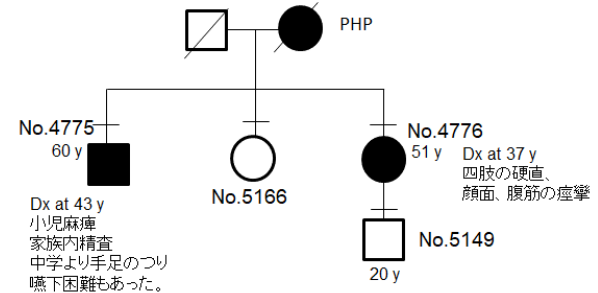 PHP
No.4775
60 y
No.5166
No.4776
51 y
Dx at 37 y
四肢の硬直、
顔面、腹筋の痙攣
Dx at 43 y
小児麻痺
家族内精査
中学より手足のつり
嚥下困難もあった。
No.5149
20 y